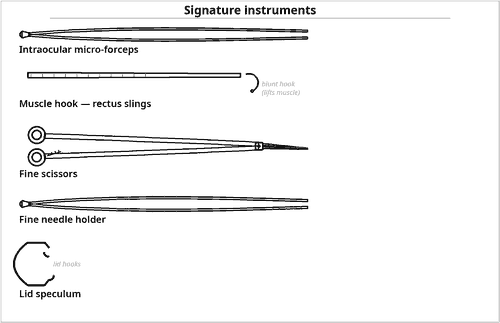 Signature instruments
Intraocular micro-forceps
blunt hook
(lifts muscle)
Muscle hook — rectus slings
Fine scissors
Fine needle holder
lid hooks
Lid speculum